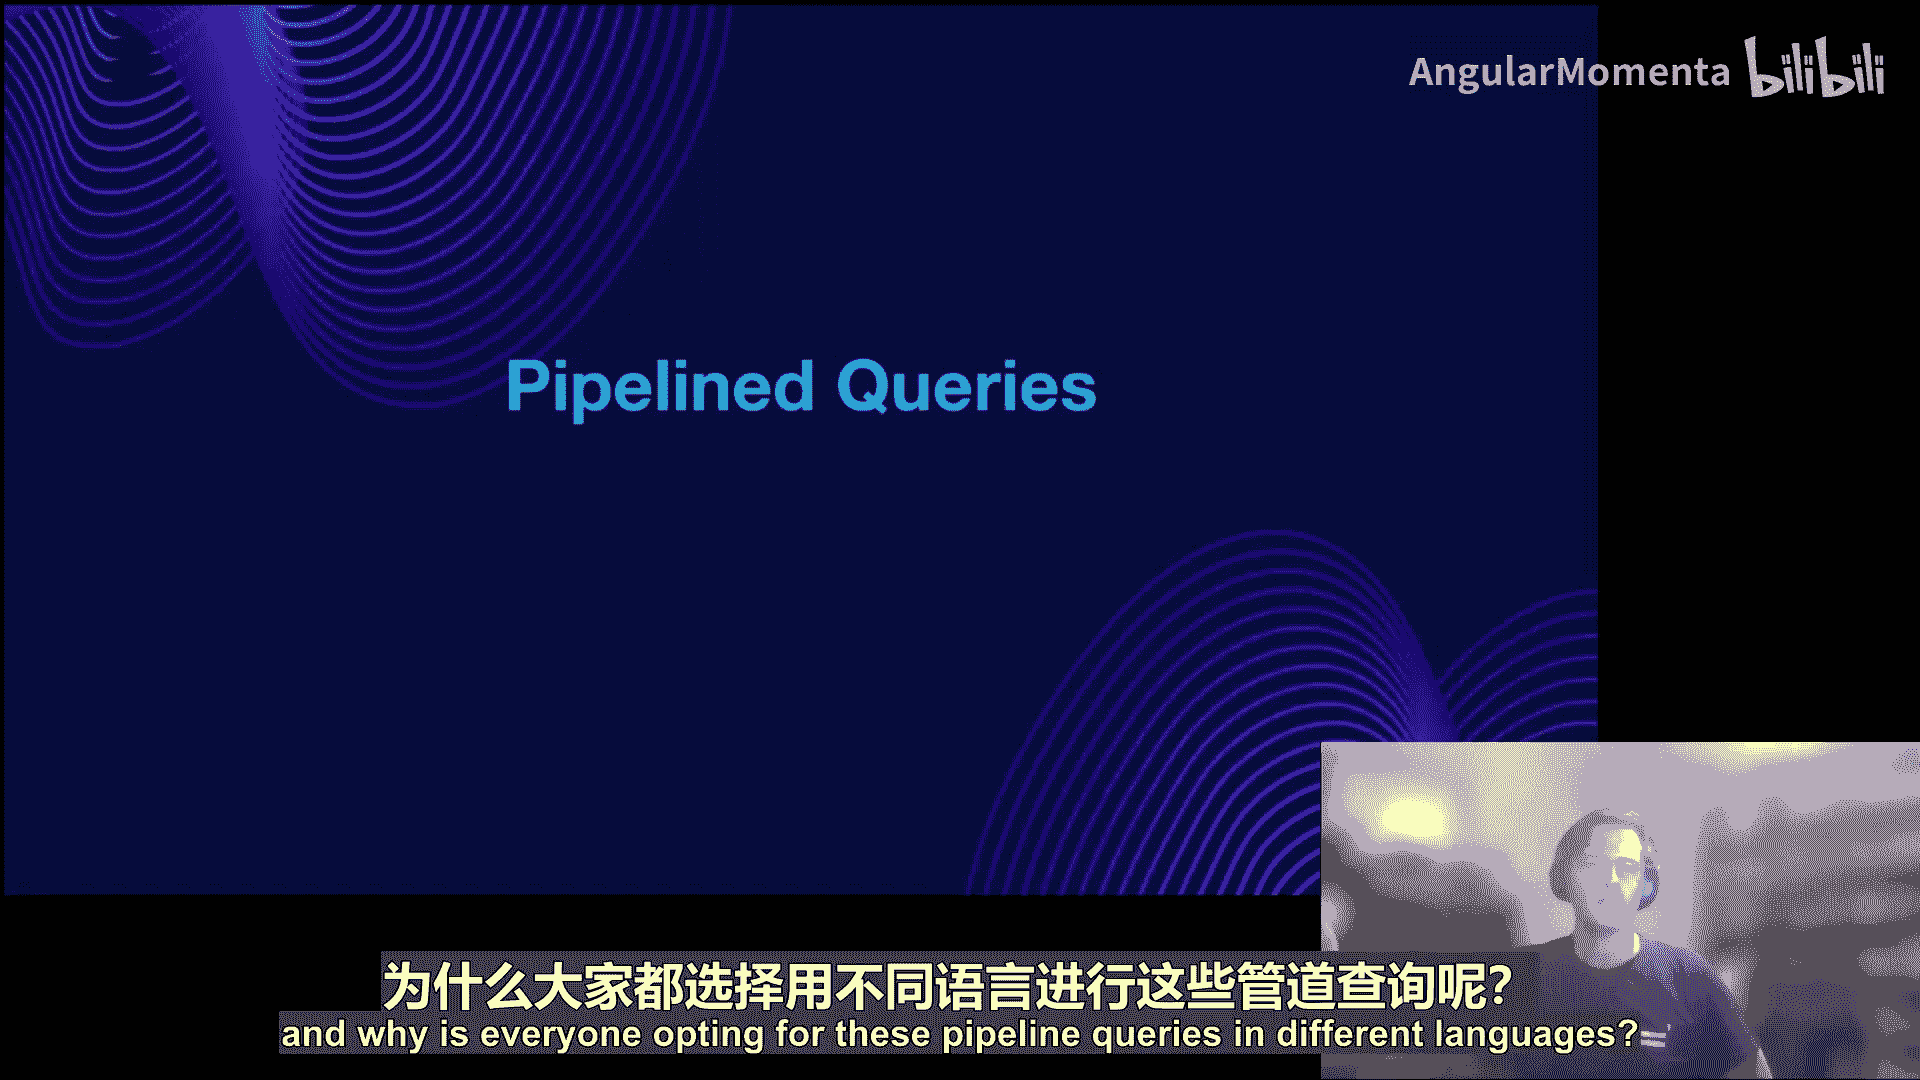 AngularMomenta bilibili
Pipelined Queries
为什么大家都选择用不同语言进行这些管道查询呢？
and why is everyone opting for these pipeline queries in different languages?